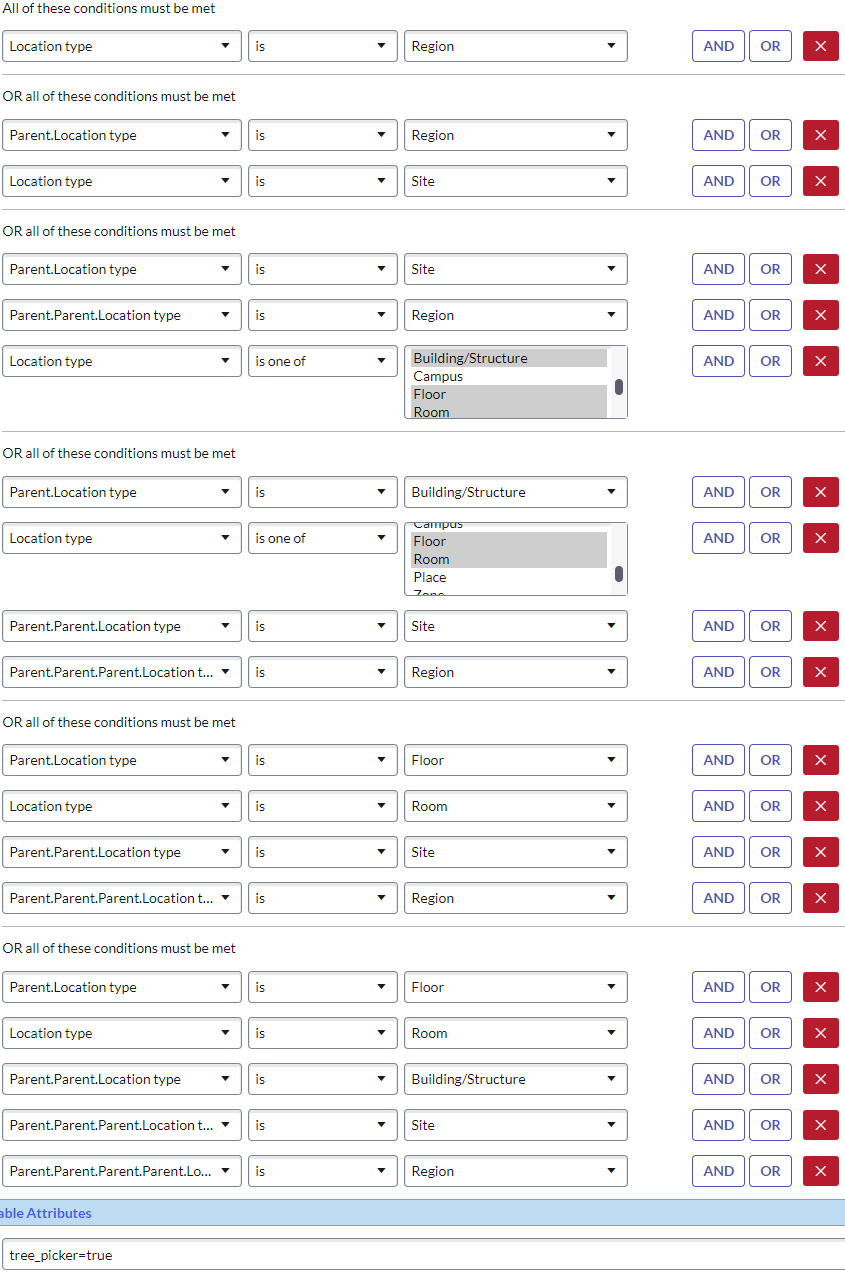 All of these conditions must be met
Location type is Region AND OR
OR all of these conditions must be met
Parent.Location type is Region AND OR
Location type is Site AND OR
OR all of these conditions must be met
Parent.Location type is Site AND OR
Parent.Parent.Location type is Region AND OR
Location type is one of Building/Structure AND OR
Campus
Floor
Room
OR all of these conditions must be met
Parent.Location type is Building/Structure AND OR
Campus
Location type is one of Floor AND OR
Room
Place
Zone
Parent.Parent.Location type is Site AND OR
Parent.Parent.Parent.Location t... is Region AND OR
OR all of these conditions must be met
Parent.Location type is Floor AND OR
Location type is Room AND OR
Parent.Parent.Location type is Site AND OR
Parent.Parent.Parent.Location t... is Region AND OR
OR all of these conditions must be met
Parent.Location type is Floor AND OR
Location type is Room AND OR
Parent.Parent.Location type is Building/Structure AND OR
Parent.Parent.Parent.Location t... is Site AND OR
Parent.Parent.Parent.Parent.Lo... is Region AND OR
able Attributes
tree_picker=true